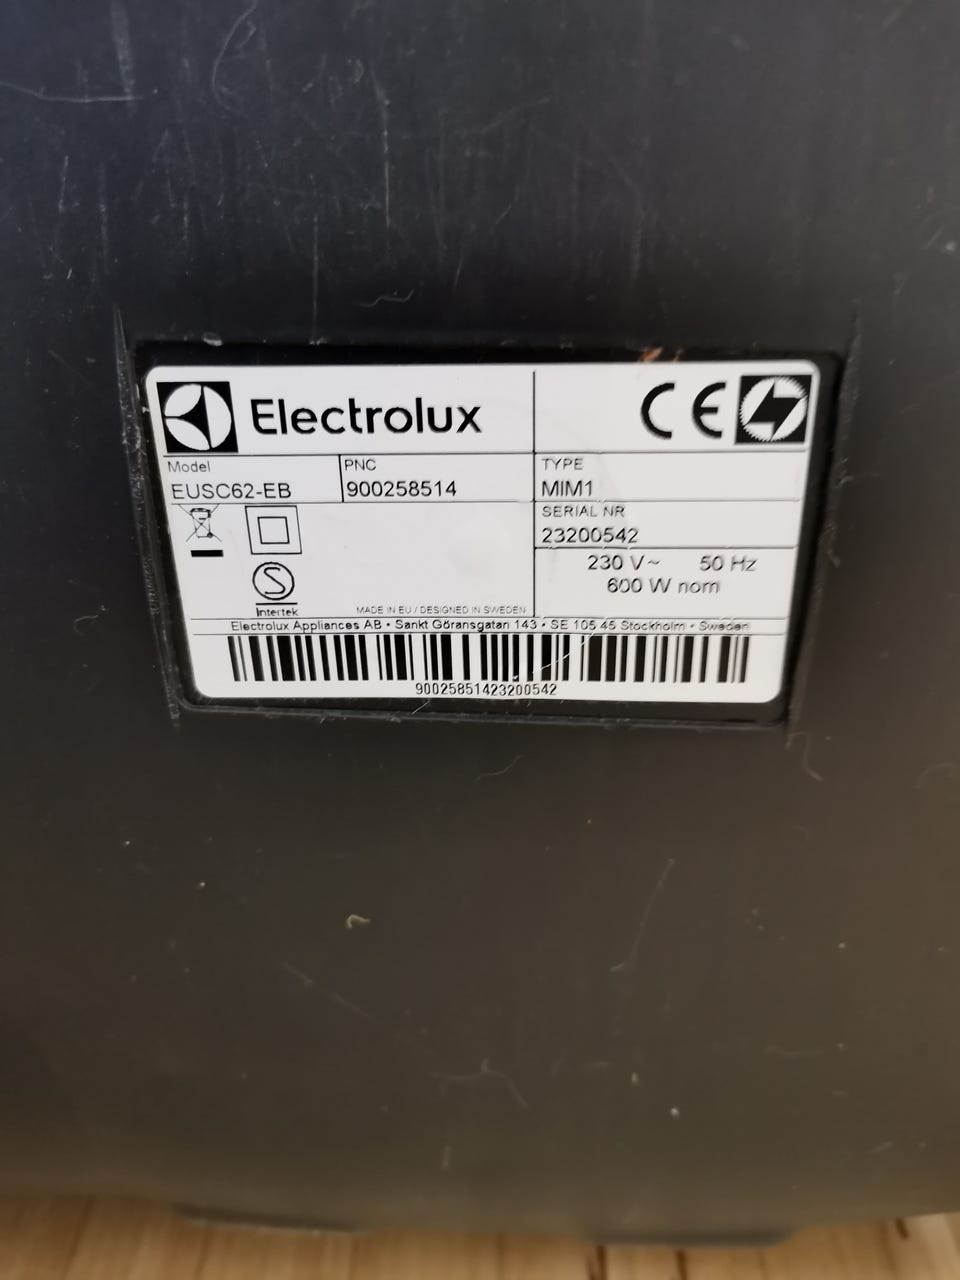 Electrolux
CE
Model
EUSC62-EB
PNC
900258514
TYPE
MIM1
SERIAL NR
23200542
230 V~ 50 Hz
600 W nom
S
Intertek
MADE IN EU / DESIGNED IN SWEDEN
Electrolux Appliances AB • Sankt Göransgatan 143 • SE 105 45 Stockholm • Sweden
90025851423200542